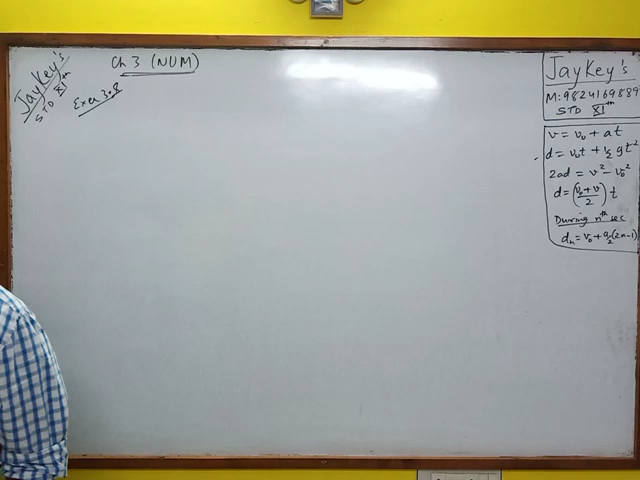 JayKey's
STD XIth
Exer 3.8
Ch 3 (NUM)
JayKey's
M: 9824169889
STD XIth
v = v₀ + at
d = v₀t + ½ gt²
2ad = v² - v₀²
d = (v₀+v/2) t
During nth sec
dₙ = v₀ + a/2 (2n-1)